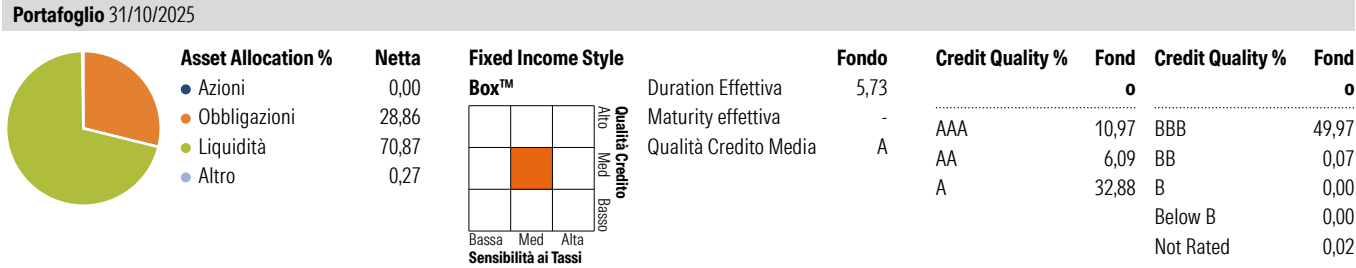 Portafoglio 31/10/2025
Asset Allocation % Netta
Azioni 0,00
Obbligazioni 28,86
Liquidità 70,87
Altro 0,27
Fixed Income Style
Box™
Alto Med Basso
Qualità Credito
Bassa Med Alta
Sensibilità ai Tassi
Fondo
Duration Effettiva 5,73
Maturity effettiva -
Qualità Credito Media A
Credit Quality % Fond
o
AAA 10,97
AA 6,09
A 32,88
Credit Quality % Fond
o
BBB 49,97
BB 0,07
B 0,00
Below B 0,00
Not Rated 0,02